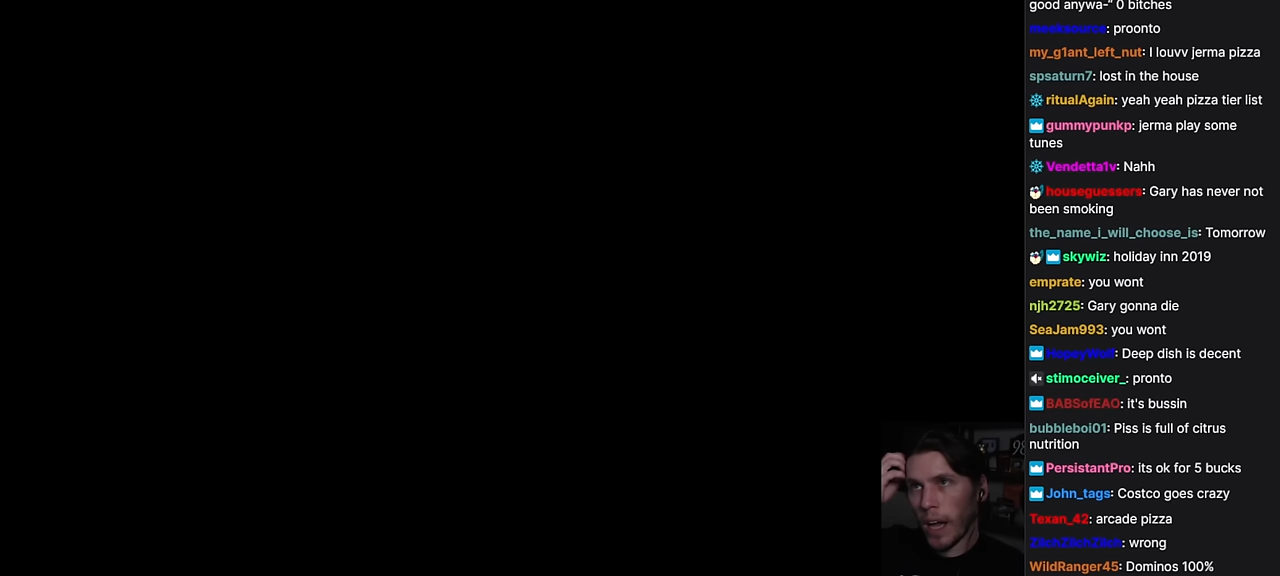 good anywa-" 0 bitches
meeksource: proonto
my_g1ant_left_nut: I louvv jerma pizza
spsaturn7: lost in the house
ritualAgain: yeah yeah pizza tier list
gummypunkp: jerma play some
tunes
Vendetta1v: Nahh
houseguessers: Gary has never not
been smoking
the_name_i_will_choose_is: Tomorrow
skywiz: holiday inn 2019
emprate: you wont
njh2725: Gary gonna die
SeaJam993: you wont
HopeyWolf: Deep dish is decent
stimoceiver_: pronto
BABSofEAO: it's bussin
bubbleboi01: Piss is full of citrus
nutrition
PersistantPro: its ok for 5 bucks
John_tags: Costco goes crazy
Texan_42: arcade pizza
ZilchZilchZilch: wrong
WildRanger45: Dominos 100%